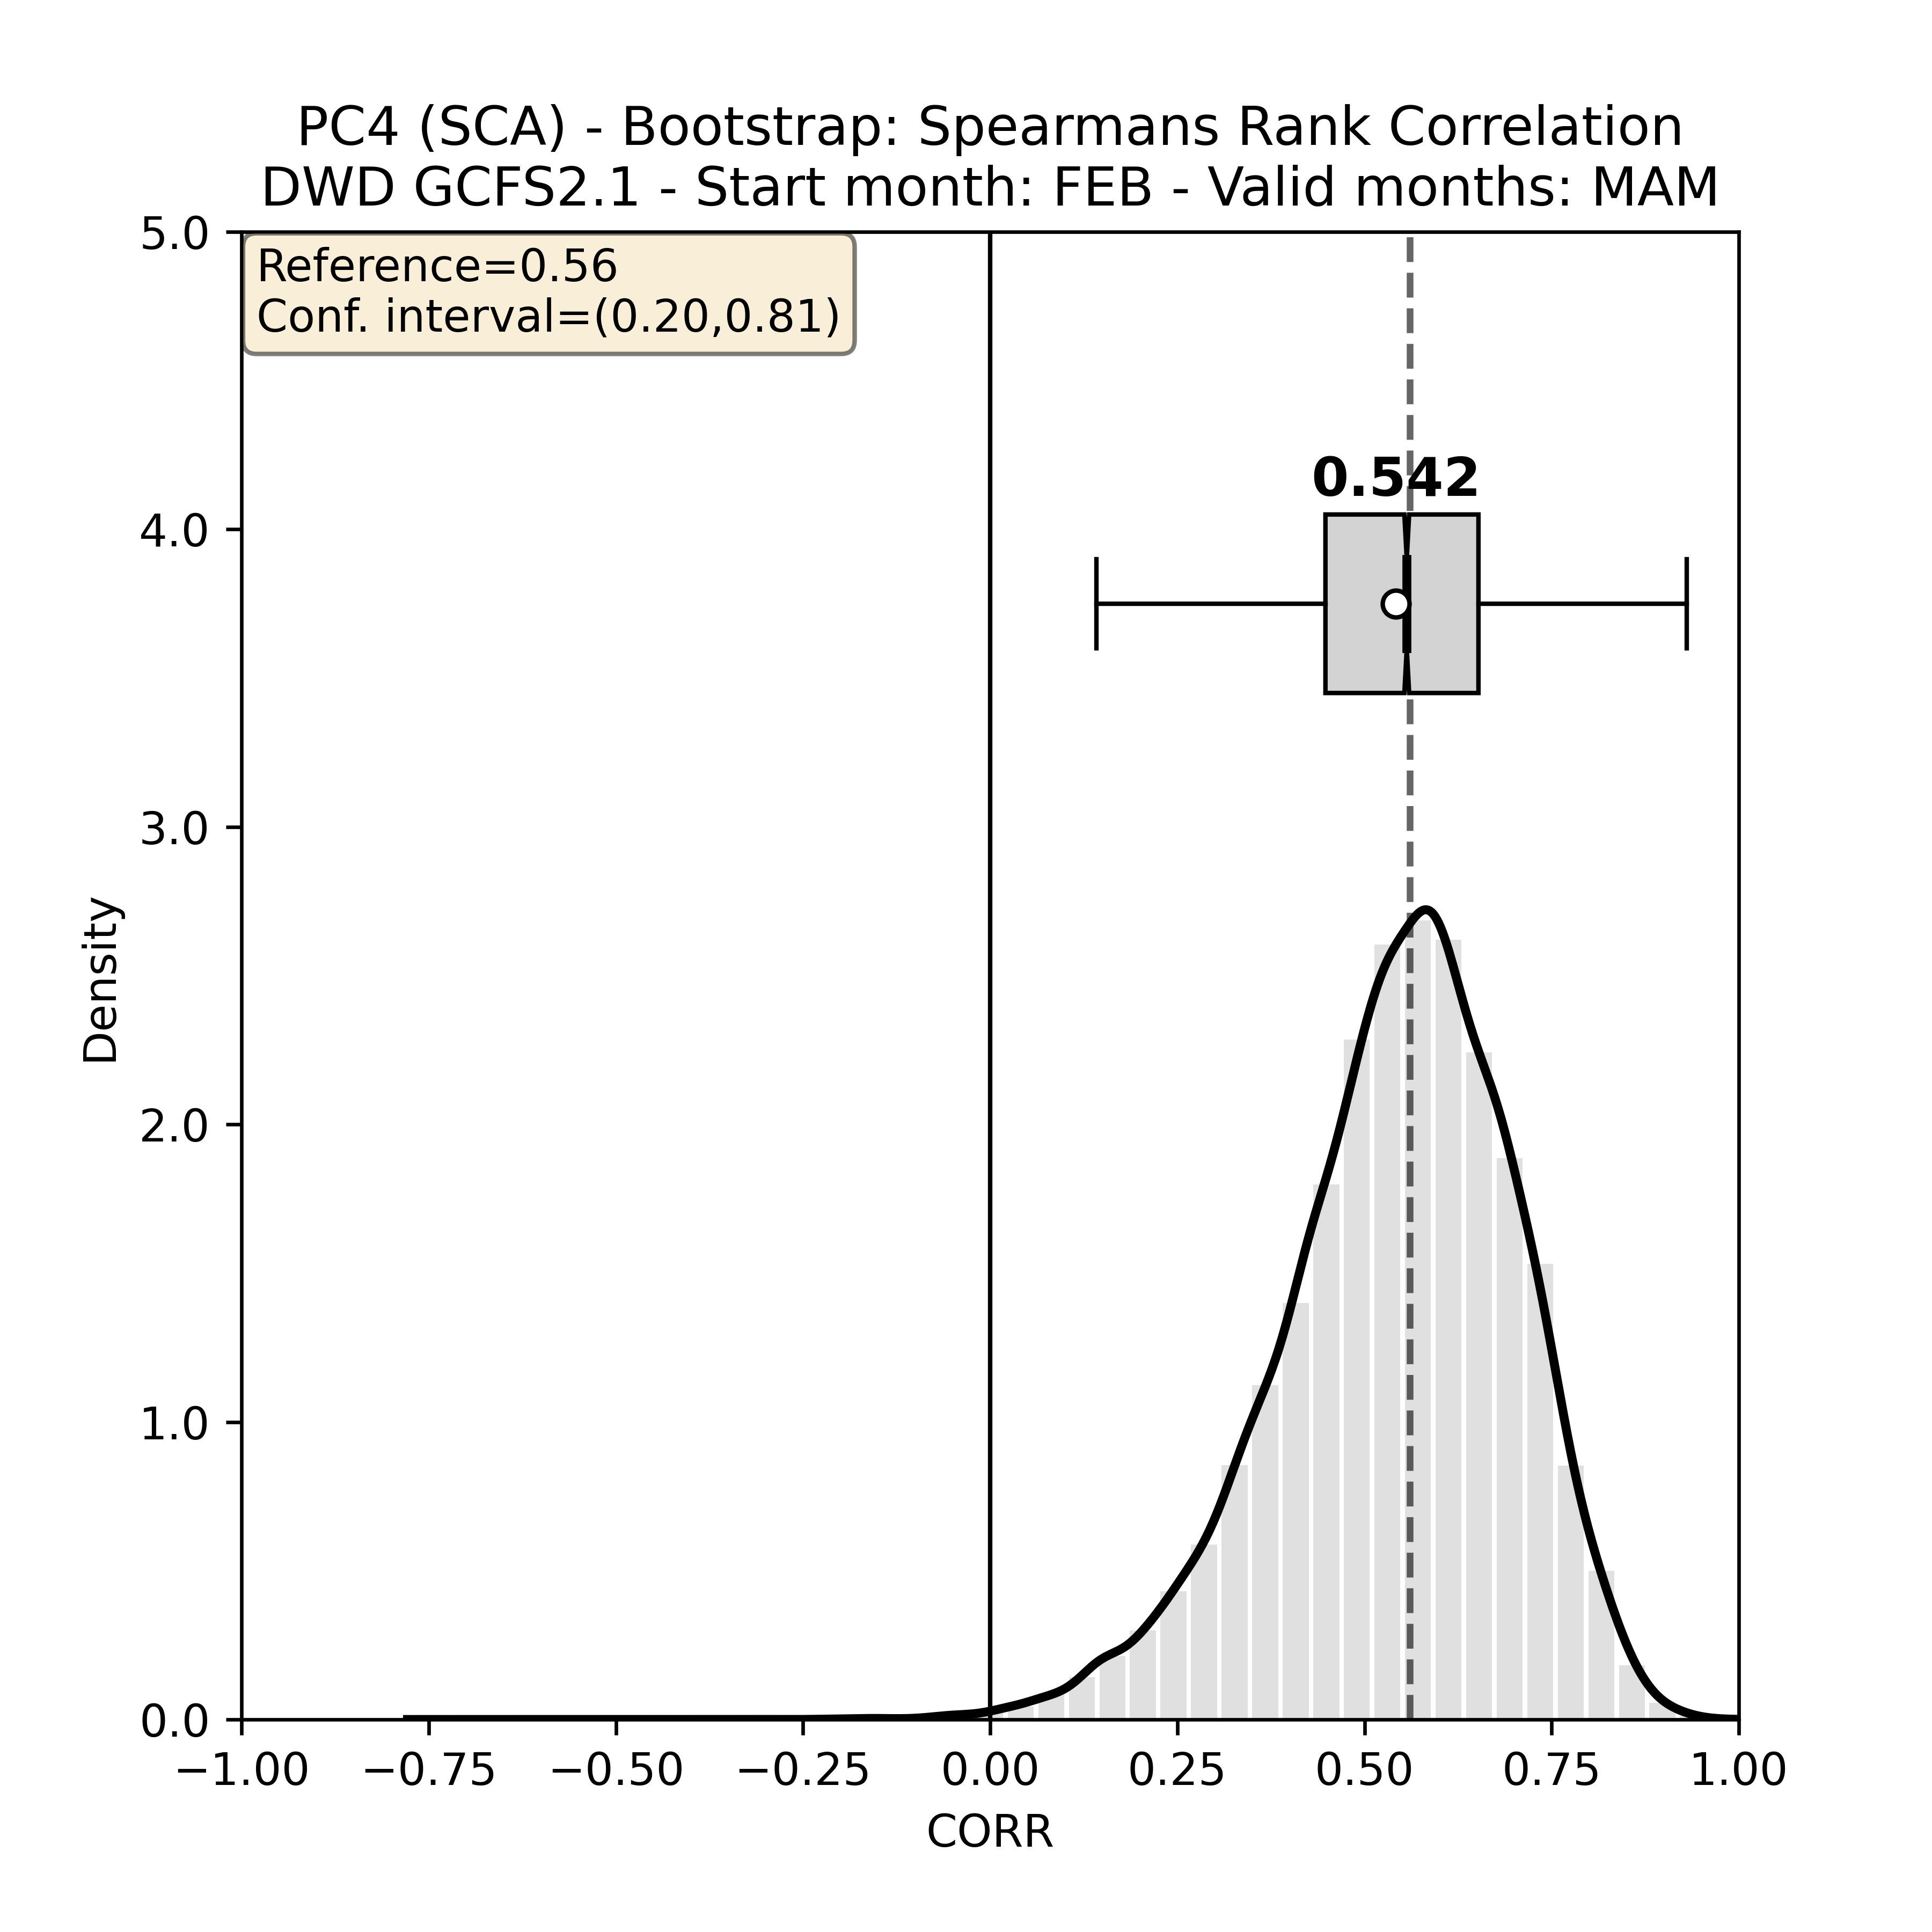 PC4 (SCA) - Bootstrap: Spearmans Rank Correlation
DWD GCFS2.1 - Start month: FEB - Valid months: MAM
Reference=0.56
Conf. interval=(0.20,0.81)
0.542
5.0
4.0
3.0
2.0
1.0
0.0
Density
−1.00 −0.75 −0.50 −0.25 0.00 0.25 0.50 0.75 1.00
CORR